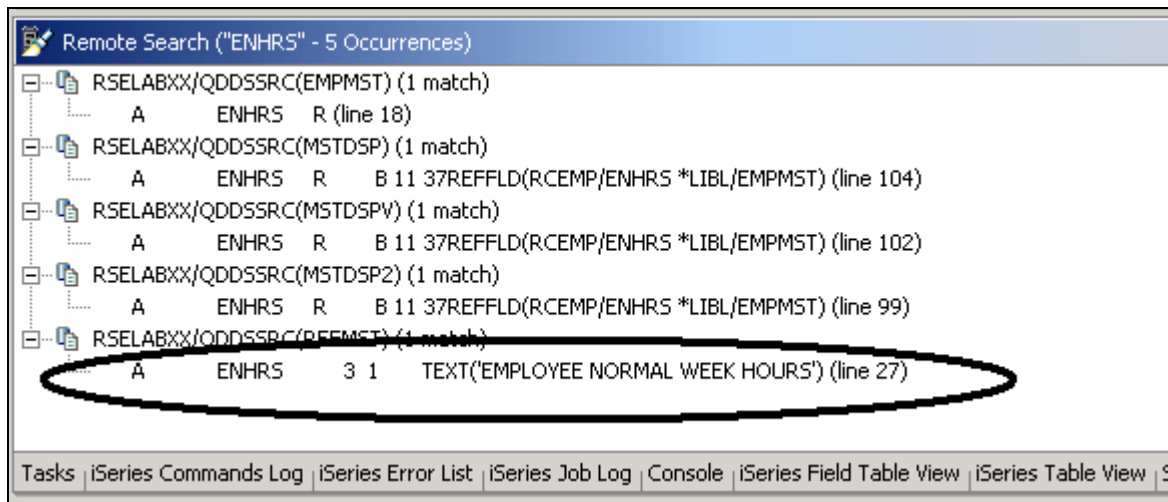 Remote Search ("ENHRS" - 5 Occurrences)
RSELABXX/QDDSSRC(EMPMST) (1 match)
A ENHRS R (line 18)
RSELABXX/QDDSSRC(MSTDSP) (1 match)
A ENHRS R B 11 37REFFLD(RCEMP/ENHRS *LIBL/EMPMST) (line 104)
RSELABXX/QDDSSRC(MSTDSPV) (1 match)
A ENHRS R B 11 37REFFLD(RCEMP/ENHRS *LIBL/EMPMST) (line 102)
RSELABXX/QDDSSRC(MSTDSP2) (1 match)
A ENHRS R B 11 37REFFLD(RCEMP/ENHRS *LIBL/EMPMST) (line 99)
RSELABXX/QDDSSRC(REFMST) (1 match)
A ENHRS 3 1 TEXT('EMPLOYEE NORMAL WEEK HOURS') (line 27)
Tasks iSeries Commands Log iSeries Error List iSeries Job Log Console iSeries Field Table View iSeries Table View